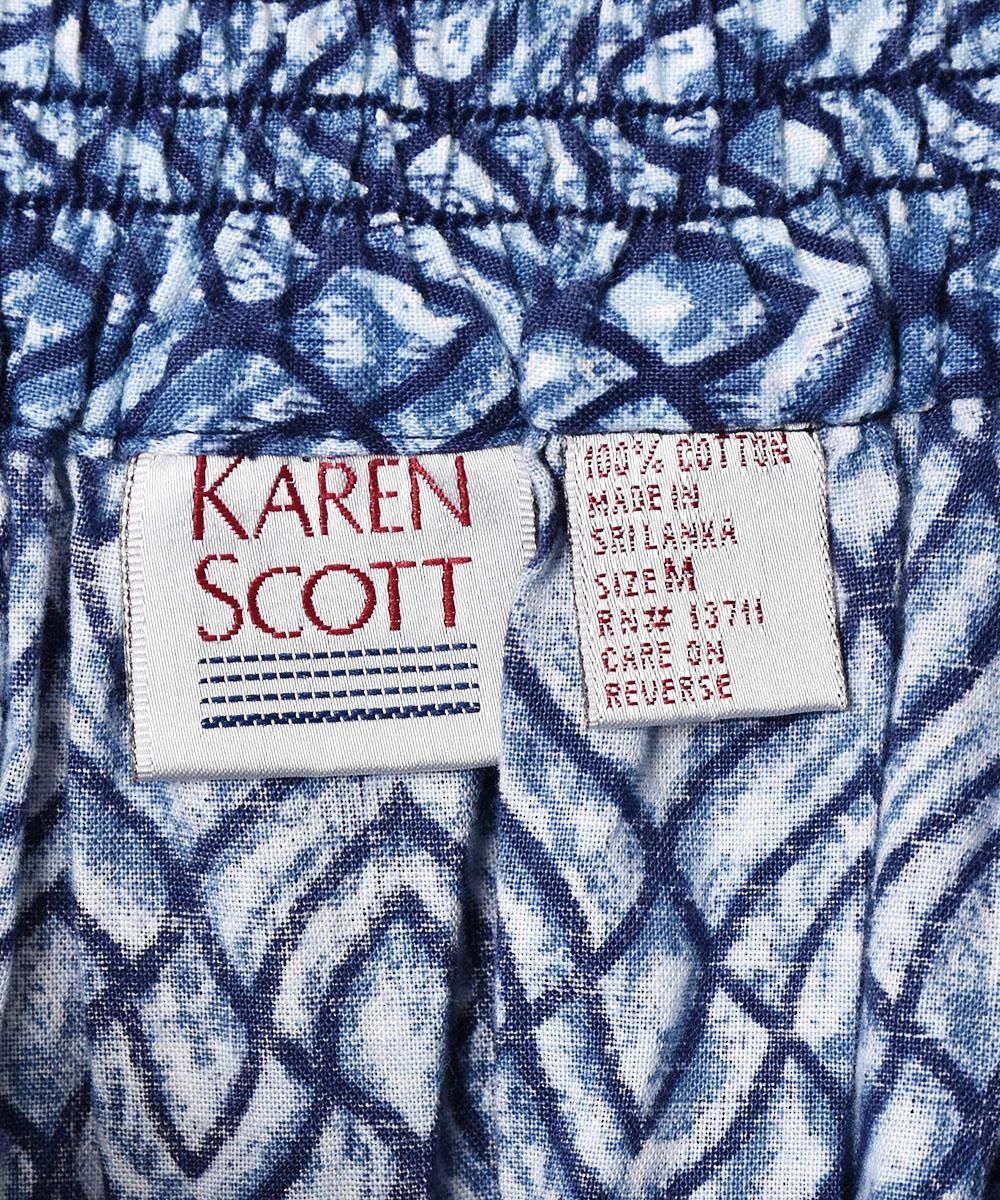 KAREN
SCOTT
100% COTTON
MADE IN
SRI LANKA
SIZE M
RN# 13711
CARE ON
REVERSE